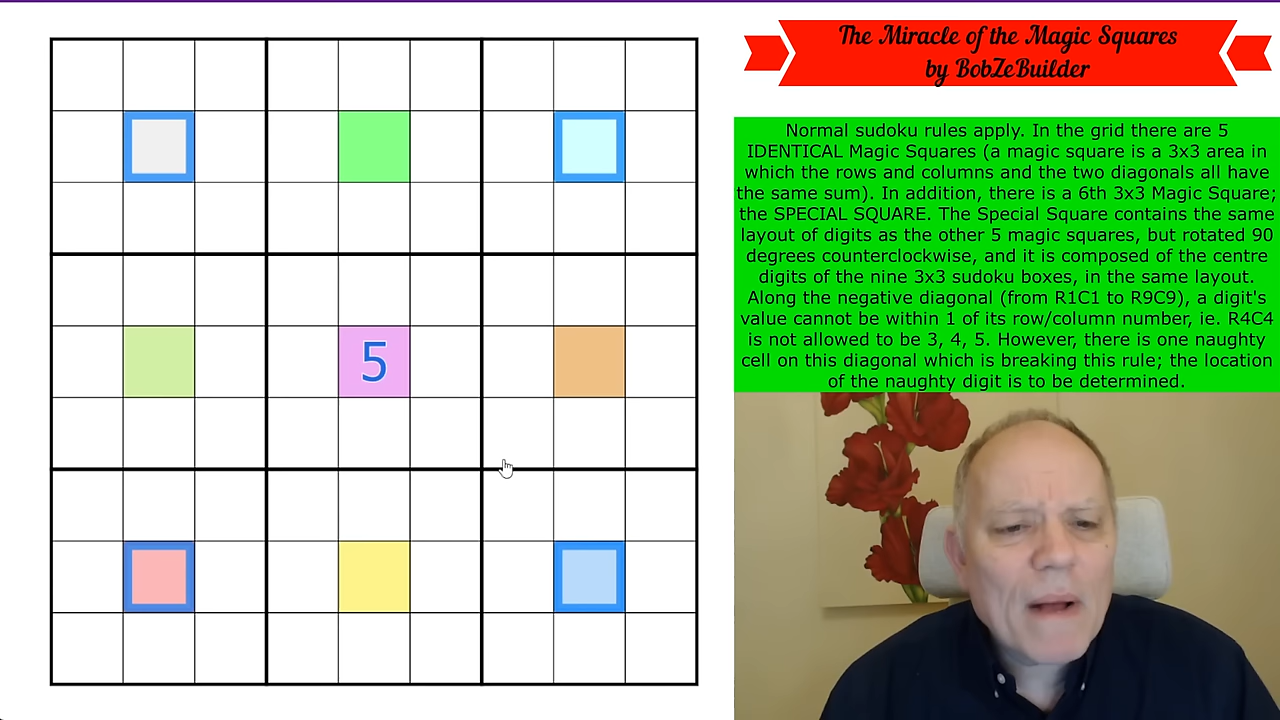 The Miracle of the Magic Squares
by BobZeBuilder
Normal sudoku rules apply. In the grid there are 5
IDENTICAL Magic Squares (a magic square is a 3x3 area in
which the rows and columns and the two diagonals all have
the same sum). In addition, there is a 6th 3x3 Magic Square;
the SPECIAL SQUARE. The Special Square contains the same
layout of digits as the other 5 magic squares, but rotated 90
degrees counterclockwise, and it is composed of the centre
digits of the nine 3x3 sudoku boxes, in the same layout.
Along the negative diagonal (from R1C1 to R9C9), a digit's
value cannot be within 1 of its row/column number, ie. R4C4
is not allowed to be 3, 4, 5. However, there is one naughty
cell on this diagonal which is breaking this rule; the location
of the naughty digit is to be determined.
5